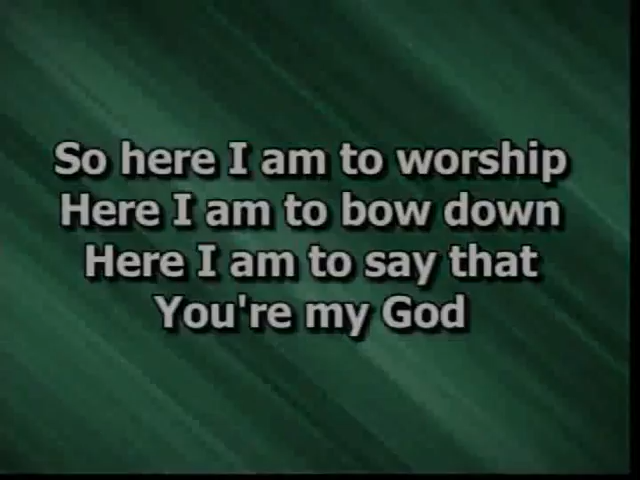 So here I am to worship
Here I am to bow down
Here I am to say that
You're my God